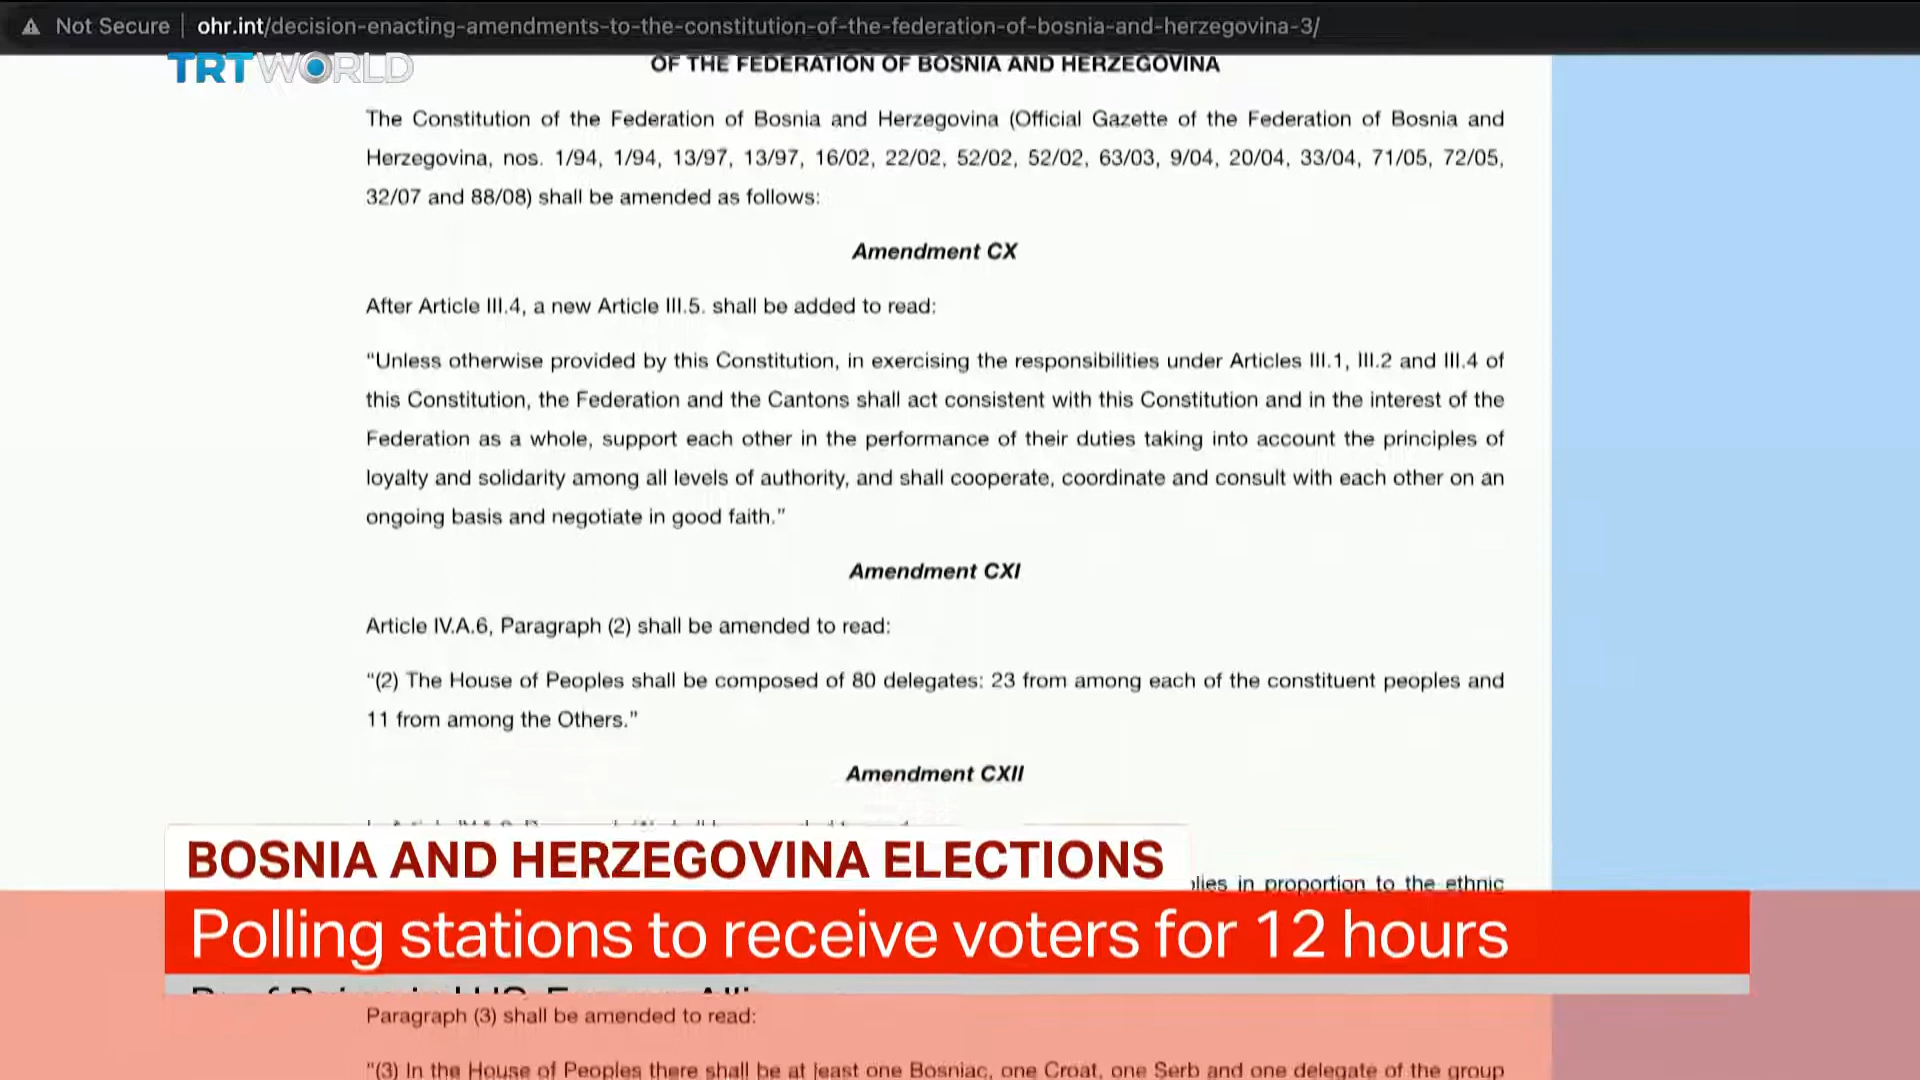 Not Secure | ohr.int/decision-enacting-amendments-to-the-constitution-of-the-federation-of-bosnia-and-herzegovina-3/
TRT WORLD
OF THE FEDERATION OF BOSNIA AND HERZEGOVINA
The Constitution of the Federation of Bosnia and Herzegovina (Official Gazette of the Federation of Bosnia and
Herzegovina, nos. 1/94, 1/94, 13/97, 13/97, 16/02, 22/02, 52/02, 52/02, 63/03, 9/04, 20/04, 33/04, 71/05, 72/05,
32/07 and 88/08) shall be amended as follows:
Amendment CX
After Article III.4, a new Article III.5. shall be added to read:
“Unless otherwise provided by this Constitution, in exercising the responsibilities under Articles III.1, III.2 and III.4 of
this Constitution, the Federation and the Cantons shall act consistent with this Constitution and in the interest of the
Federation as a whole, support each other in the performance of their duties taking into account the principles of
loyalty and solidarity among all levels of authority, and shall cooperate, coordinate and consult with each other on an
ongoing basis and negotiate in good faith.”
Amendment CXI
Article IV.A.6, Paragraph (2) shall be amended to read:
“(2) The House of Peoples shall be composed of 80 delegates: 23 from among each of the constituent peoples and
11 from among the Others.”
Amendment CXII
BOSNIA AND HERZEGOVINA ELECTIONS
in proportion to the ethnic
Polling stations to receive voters for 12 hours
Paragraph (3) shall be amended to read:
“(3) In the House of Peoples there shall be at least one Bosniac, one Croat, one Serb and one delegate of the group